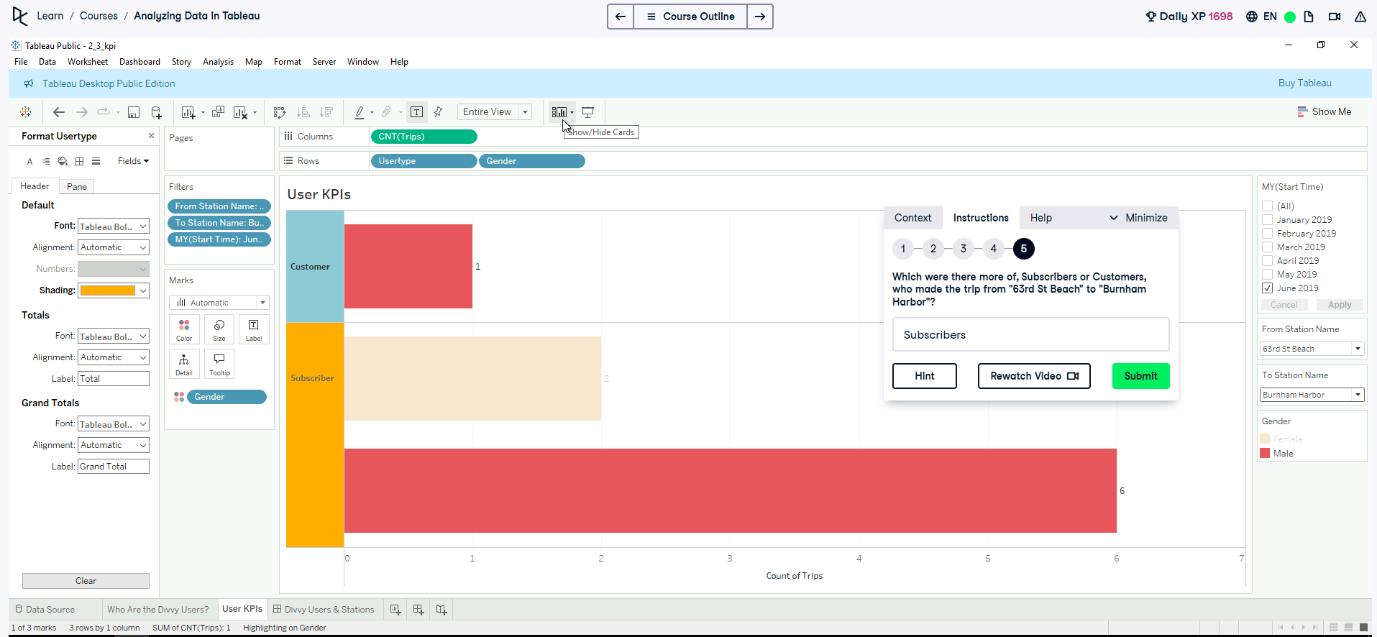 Learn / Courses / Analyzing Data In Tableau
Course Outline
Daily XP 1698 EN
Tableau Public - 2_3_kpi
File Data Worksheet Dashboard Story Analysis Map Format Server Window Help
Tableau Desktop Public Edition Buy Tableau
Entire View Show Me
Show/Hide Cards
Format Usertype
Fields
Header Pane
Default
Font: Tableau Bol..
Alignment: Automatic
Numbers:
Shading:
Totals
Font: Tableau Bol..
Alignment: Automatic
Label: Total
Grand Totals
Font: Tableau Bol..
Alignment: Automatic
Label: Grand Total
Clear
Pages
Filters
From Station Name: ..
To Station Name: Bu..
MY(Start Time): Jun..
Marks
Automatic
Color Size Label
Detail Tooltip
Gender
Columns CNT(Trips)
Rows Usertype Gender
User KPIs
Customer
1
Subscriber
2
6
0 1 2 3 4 5 6 7
Count of Trips
Context Instructions Help Minimize
1 2 3 4 5
Which were there more of, Subscribers or Customers,
who made the trip from "63rd St Beach" to "Burnham
Harbor"?
Subscribers
Hint Rewatch Video Submit
MY(Start Time)
(All)
January 2019
February 2019
March 2019
April 2019
May 2019
June 2019
Cancel Apply
From Station Name
63rd St Beach
To Station Name
Burnham Harbor
Gender
Female
Male
Data Source Who Are the Divvy Users? User KPIs Divvy Users & Stations
1 of 3 marks 3 rows by 1 column SUM of CNT(Trips): 1 Highlighting on Gender